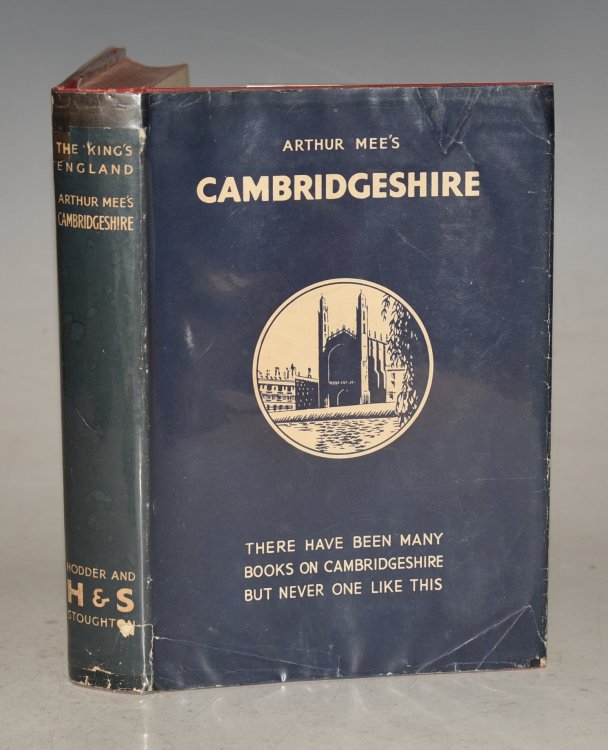 THE KING'S
ENGLAND
ARTHUR MEE'S
CAMBRIDGESHIRE
HODDER AND
H & S
STOUGHTON
ARTHUR MEE'S
CAMBRIDGESHIRE
THERE HAVE BEEN MANY
BOOKS ON CAMBRIDGESHIRE
BUT NEVER ONE LIKE THIS